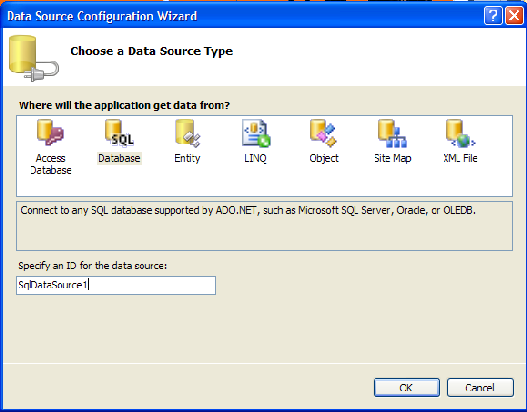 Data Source Configuration Wizard
Choose a Data Source Type
Where will the application get data from?
SQL
Access Database
Database
Entity
LINQ
Object
Site Map
XML File
Connect to any SQL database supported by ADO.NET, such as Microsoft SQL Server, Oracle, or OLEDB.
Specify an ID for the data source:
SqlDataSource1
OK
Cancel